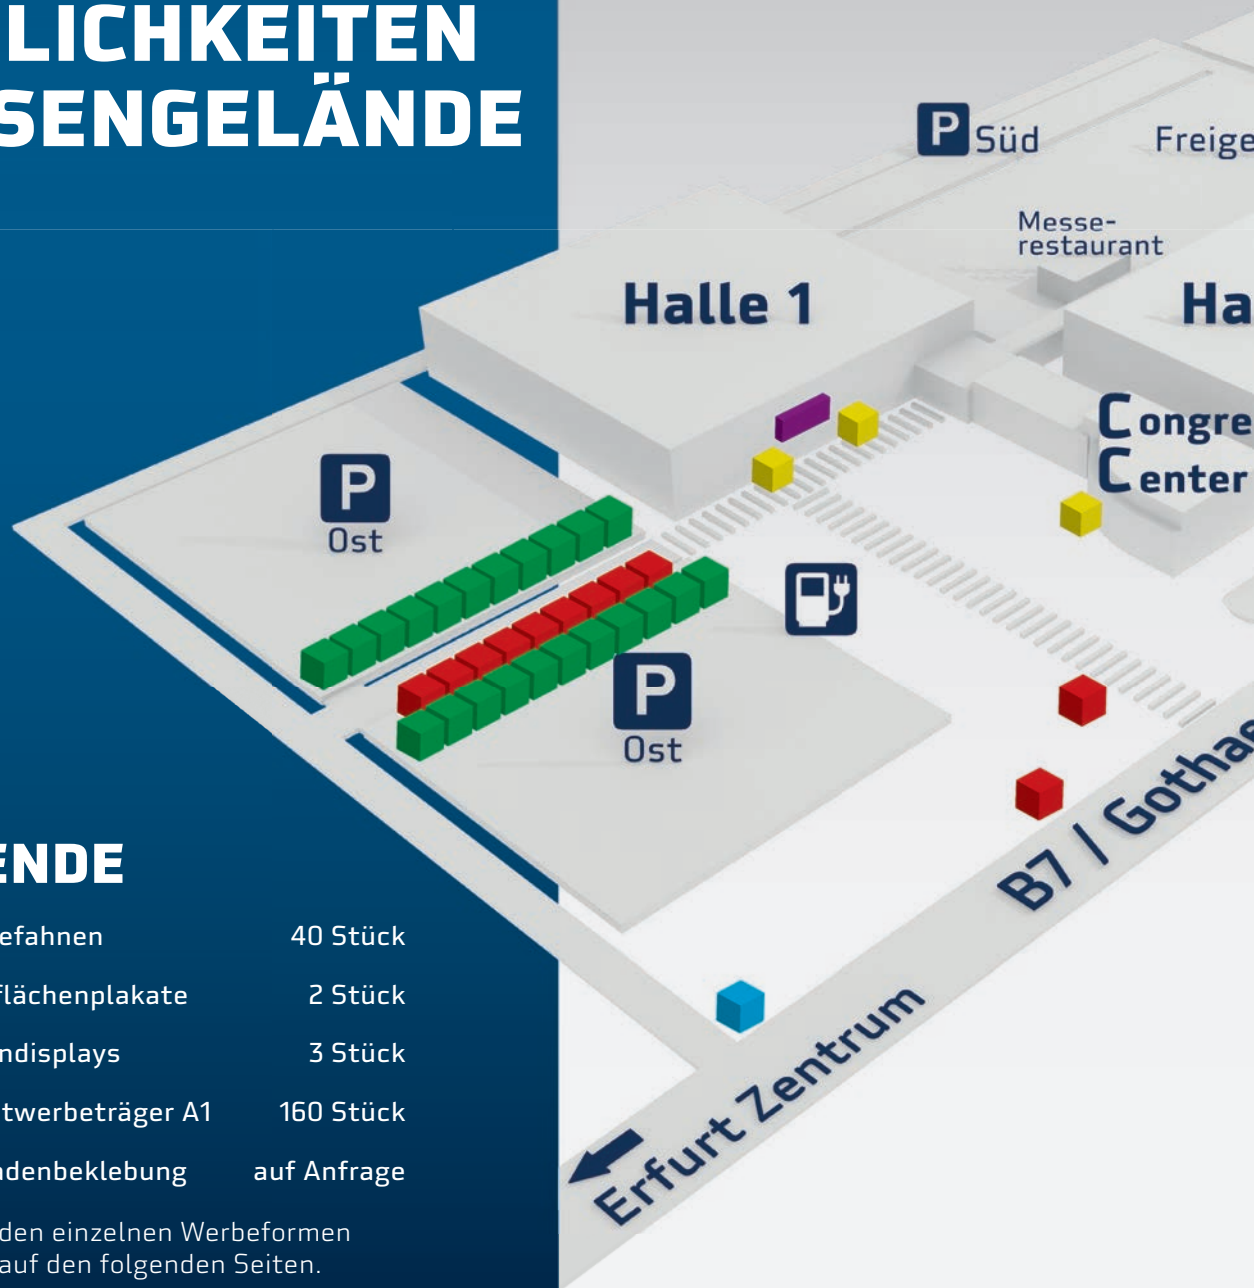 LICHKEITEN
SENGELÄNDE
P Süd
Freige
Messe-
restaurant
Halle 1
Ha
Congre
Center
P
Ost
P
Ost
B7 / Gothae
Erfurt Zentrum
ENDE
efahnen 40 Stück
flächenplakate 2 Stück
ndisplays 3 Stück
twerbeträger A1 160 Stück
adenbeklebung auf Anfrage
den einzelnen Werbeformen
auf den folgenden Seiten.